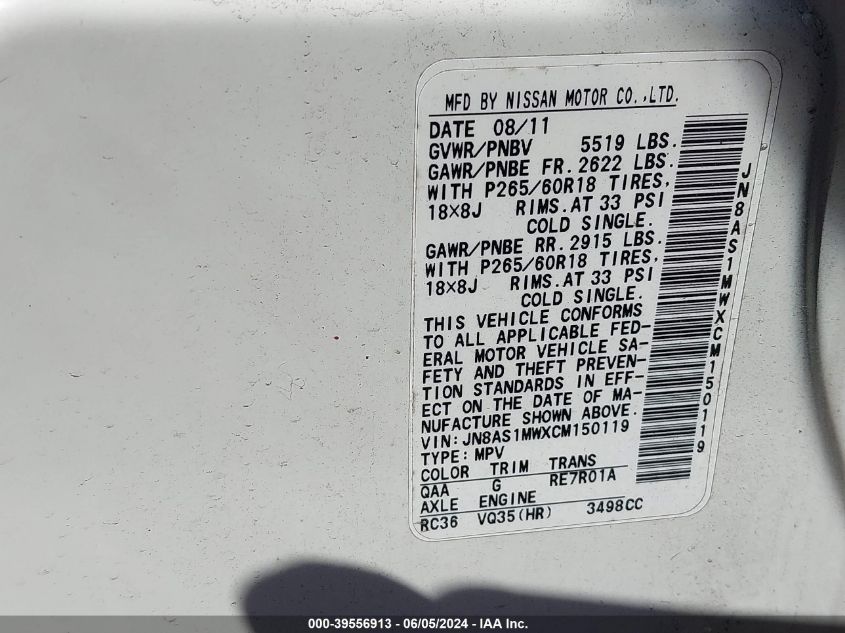 MFD BY NISSAN MOTOR CO.,LTD.
DATE 08/11
GVWR/PNBV 5519 LBS.
GAWR/PNBE FR. 2622 LBS.
WITH P265/60R18 TIRES,
18×8J RIMS. AT 33 PSI
COLD SINGLE.
GAWR/PNBE RR. 2915 LBS.
WITH P265/60R18 TIRES,
18×8J RIMS. AT 33 PSI
COLD SINGLE.
THIS VEHICLE CONFORMS
TO ALL APPLICABLE FED-
ERAL MOTOR VEHICLE SA-
FETY AND THEFT PREVEN-
TION STANDARDS IN EFF-
ECT ON THE DATE OF MA-
NUFACTURE SHOWN ABOVE.
VIN: JN8AS1MWXCM150119
TYPE: MPV
COLOR TRIM TRANS
QAA G RE7R01A
AXLE ENGINE
RC36 VQ35(HR) 3498CC
JN8AS1MWXCM150119
000-39556913 - 06/05/2024 - IAA Inc.